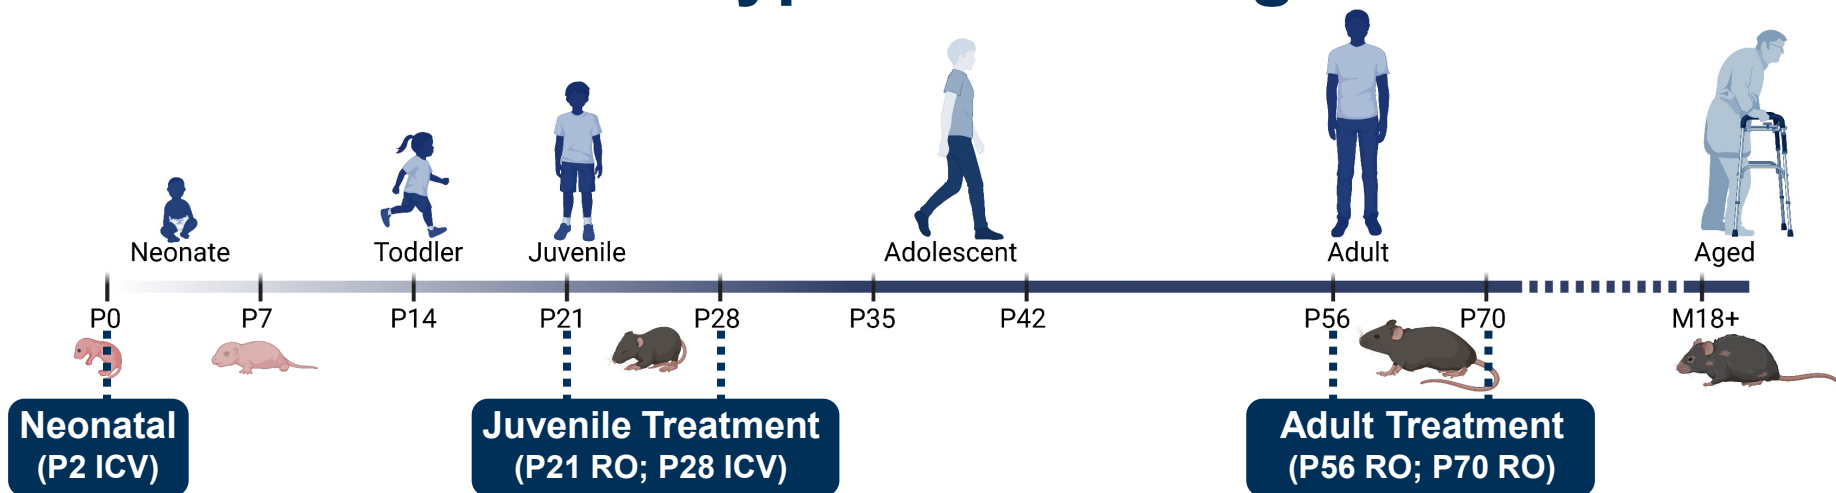 Neonate
Toddler
Juvenile
Adolescent
Adult
Aged
P0
P7
P14
P21
P28
P35
P42
P56
P70
M18+
Neonatal
(P2 ICV)
Juvenile Treatment
(P21 RO; P28 ICV)
Adult Treatment
(P56 RO; P70 RO)